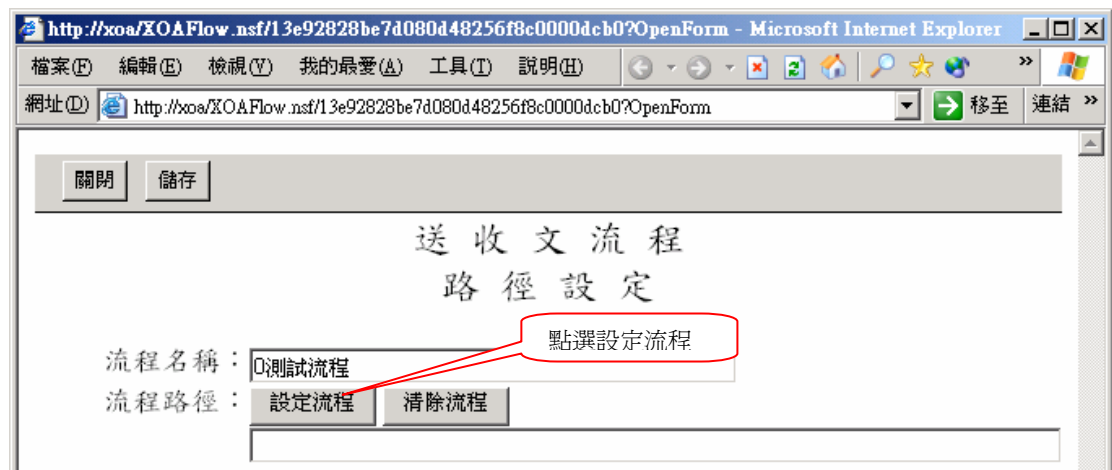 http://xoa/XOAFlow.nsf/13e92828be7d080d48256f8c0000dcb0?OpenForm - Microsoft Internet Explorer
檔案(F) 編輯(E) 檢視(V) 我的最愛(A) 工具(T) 說明(H) »
網址(D) http://xoa/XOAFlow.nsf/13e92828be7d080d48256f8c0000dcb0?OpenForm 移至 連結 »
關閉 儲存
送收文流程
路徑設定
點選設定流程
流程名稱：0測試流程
流程路徑：設定流程 清除流程